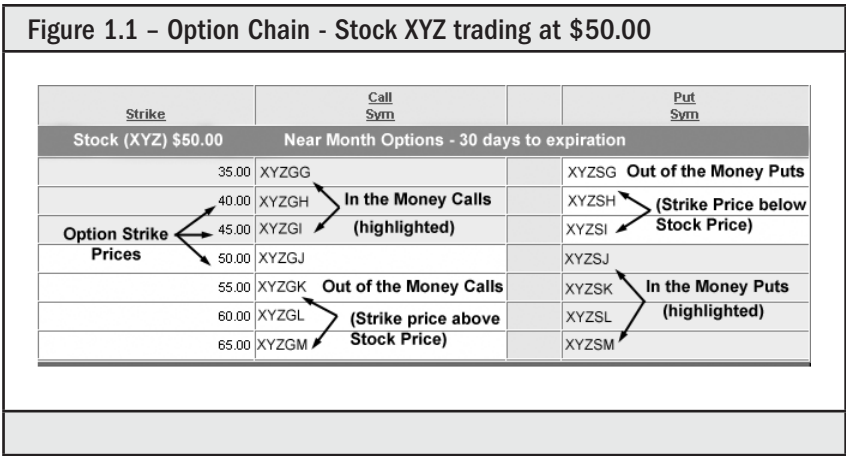 Figure 1.1 – Option Chain - Stock XYZ trading at $50.00
Call Put
Strike Sym Sym
Stock (XYZ) $50.00 Near Month Options - 30 days to expiration
35.00 XYZGG XYZSG Out of the Money Puts
40.00 XYZGH In the Money Calls XYZSH (Strike Price below
Option Strike 45.00 XYZGI (highlighted) XYZSI Stock Price)
Prices 50.00 XYZGJ XYZSJ
55.00 XYZGK Out of the Money Calls XYZSK In the Money Puts
60.00 XYZGL (Strike price above XYZSL (highlighted)
65.00 XYZGM Stock Price) XYZSM